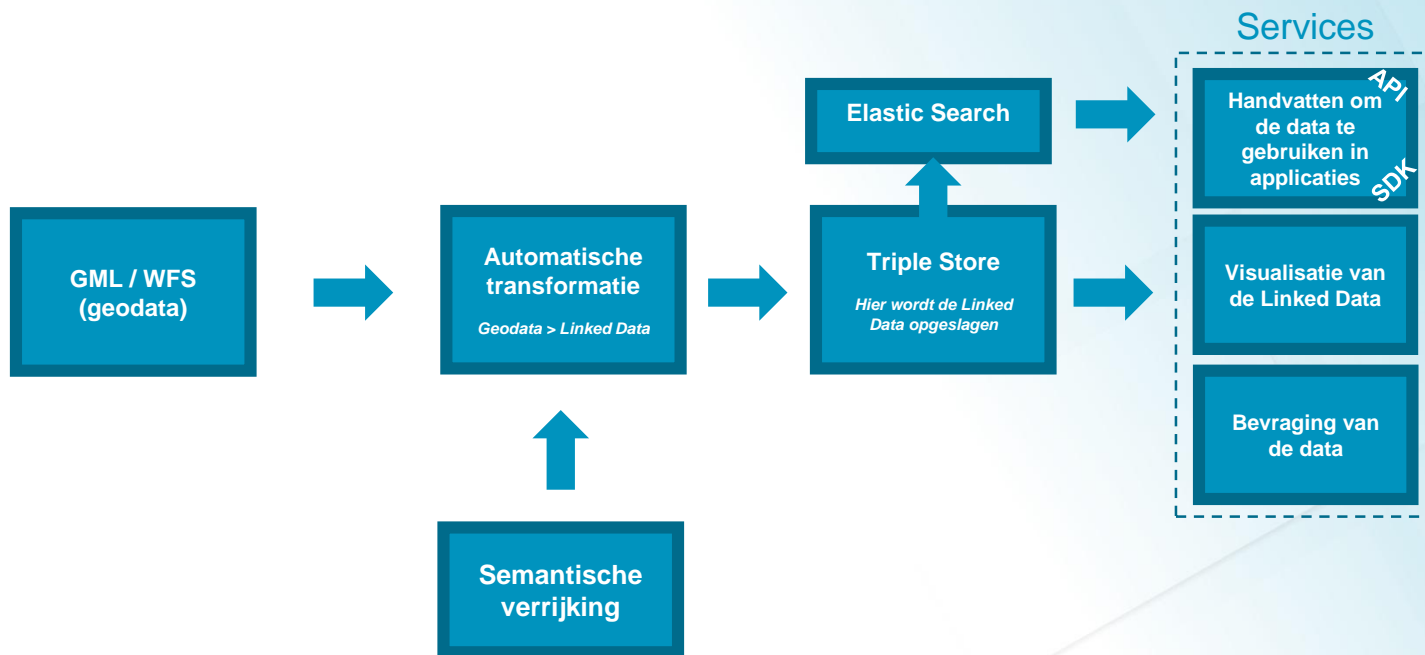 Services
Elastic Search
API
Handvatten om
de data te
gebruiken in
applicaties
SDK
GML / WFS
(geodata)
Automatische
transformatie
Geodata > Linked Data
Triple Store
Hier wordt de Linked
Data opgeslagen
Visualisatie van
de Linked Data
Bevraging van
de data
Semantische
verrijking